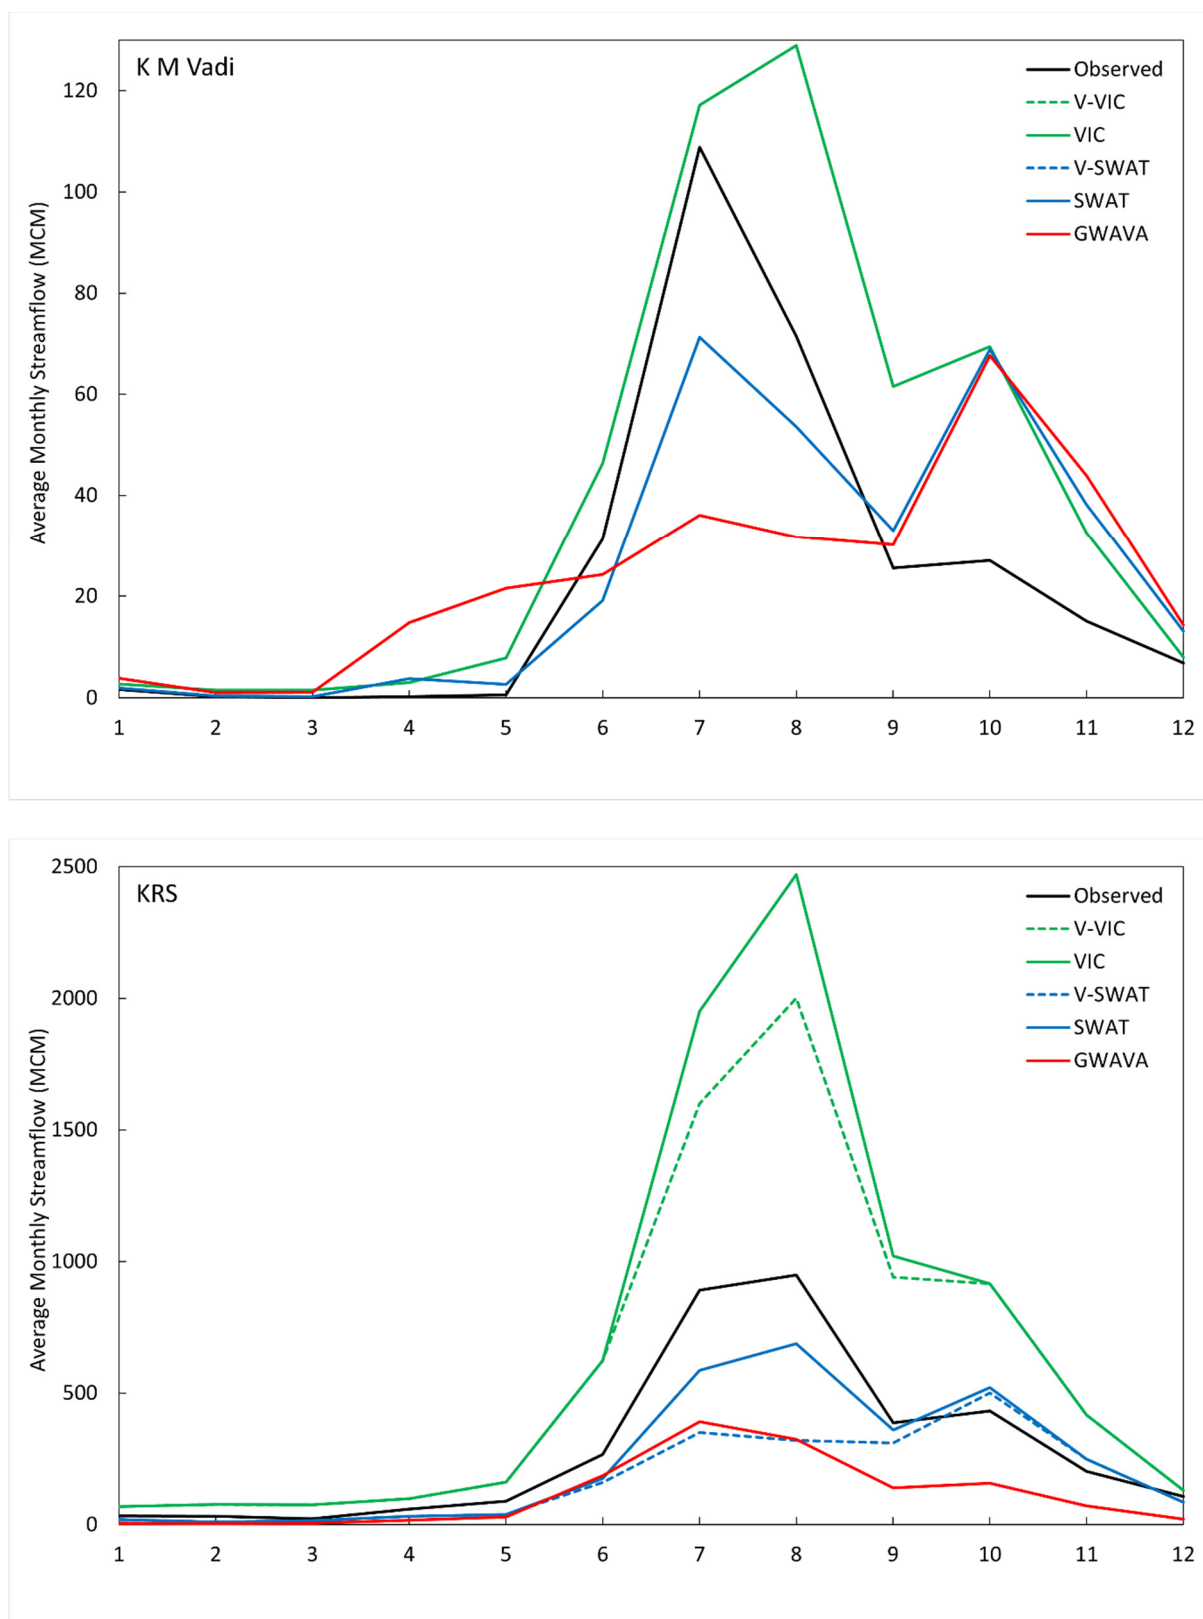 K M Vadi
Observed
V-VIC
VIC
V-SWAT
SWAT
GWAVA
Average Monthly Streamflow (MCM)
120
100
80
60
40
20
0
1 2 3 4 5 6 7 8 9 10 11 12
KRS
Observed
V-VIC
VIC
V-SWAT
SWAT
GWAVA
Average Monthly Streamflow (MCM)
2500
2000
1500
1000
500
0
1 2 3 4 5 6 7 8 9 10 11 12